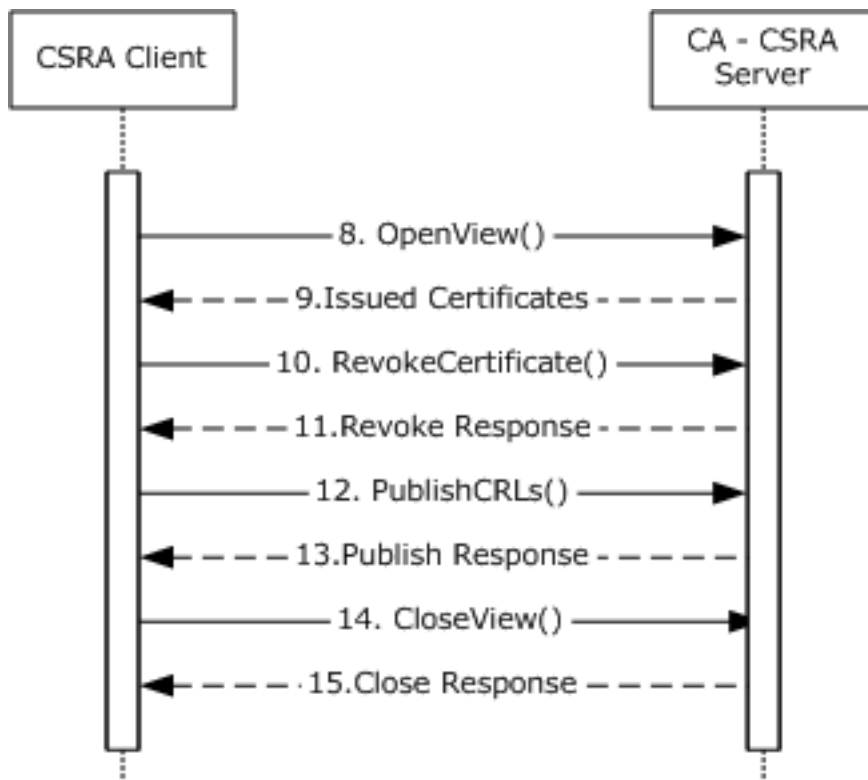 CSRA Client
CA - CSRA
Server
8. OpenView()
9.Issued Certificates
10. RevokeCertificate()
11.Revoke Response
12. PublishCRLs()
13.Publish Response
14. CloseView()
15.Close Response